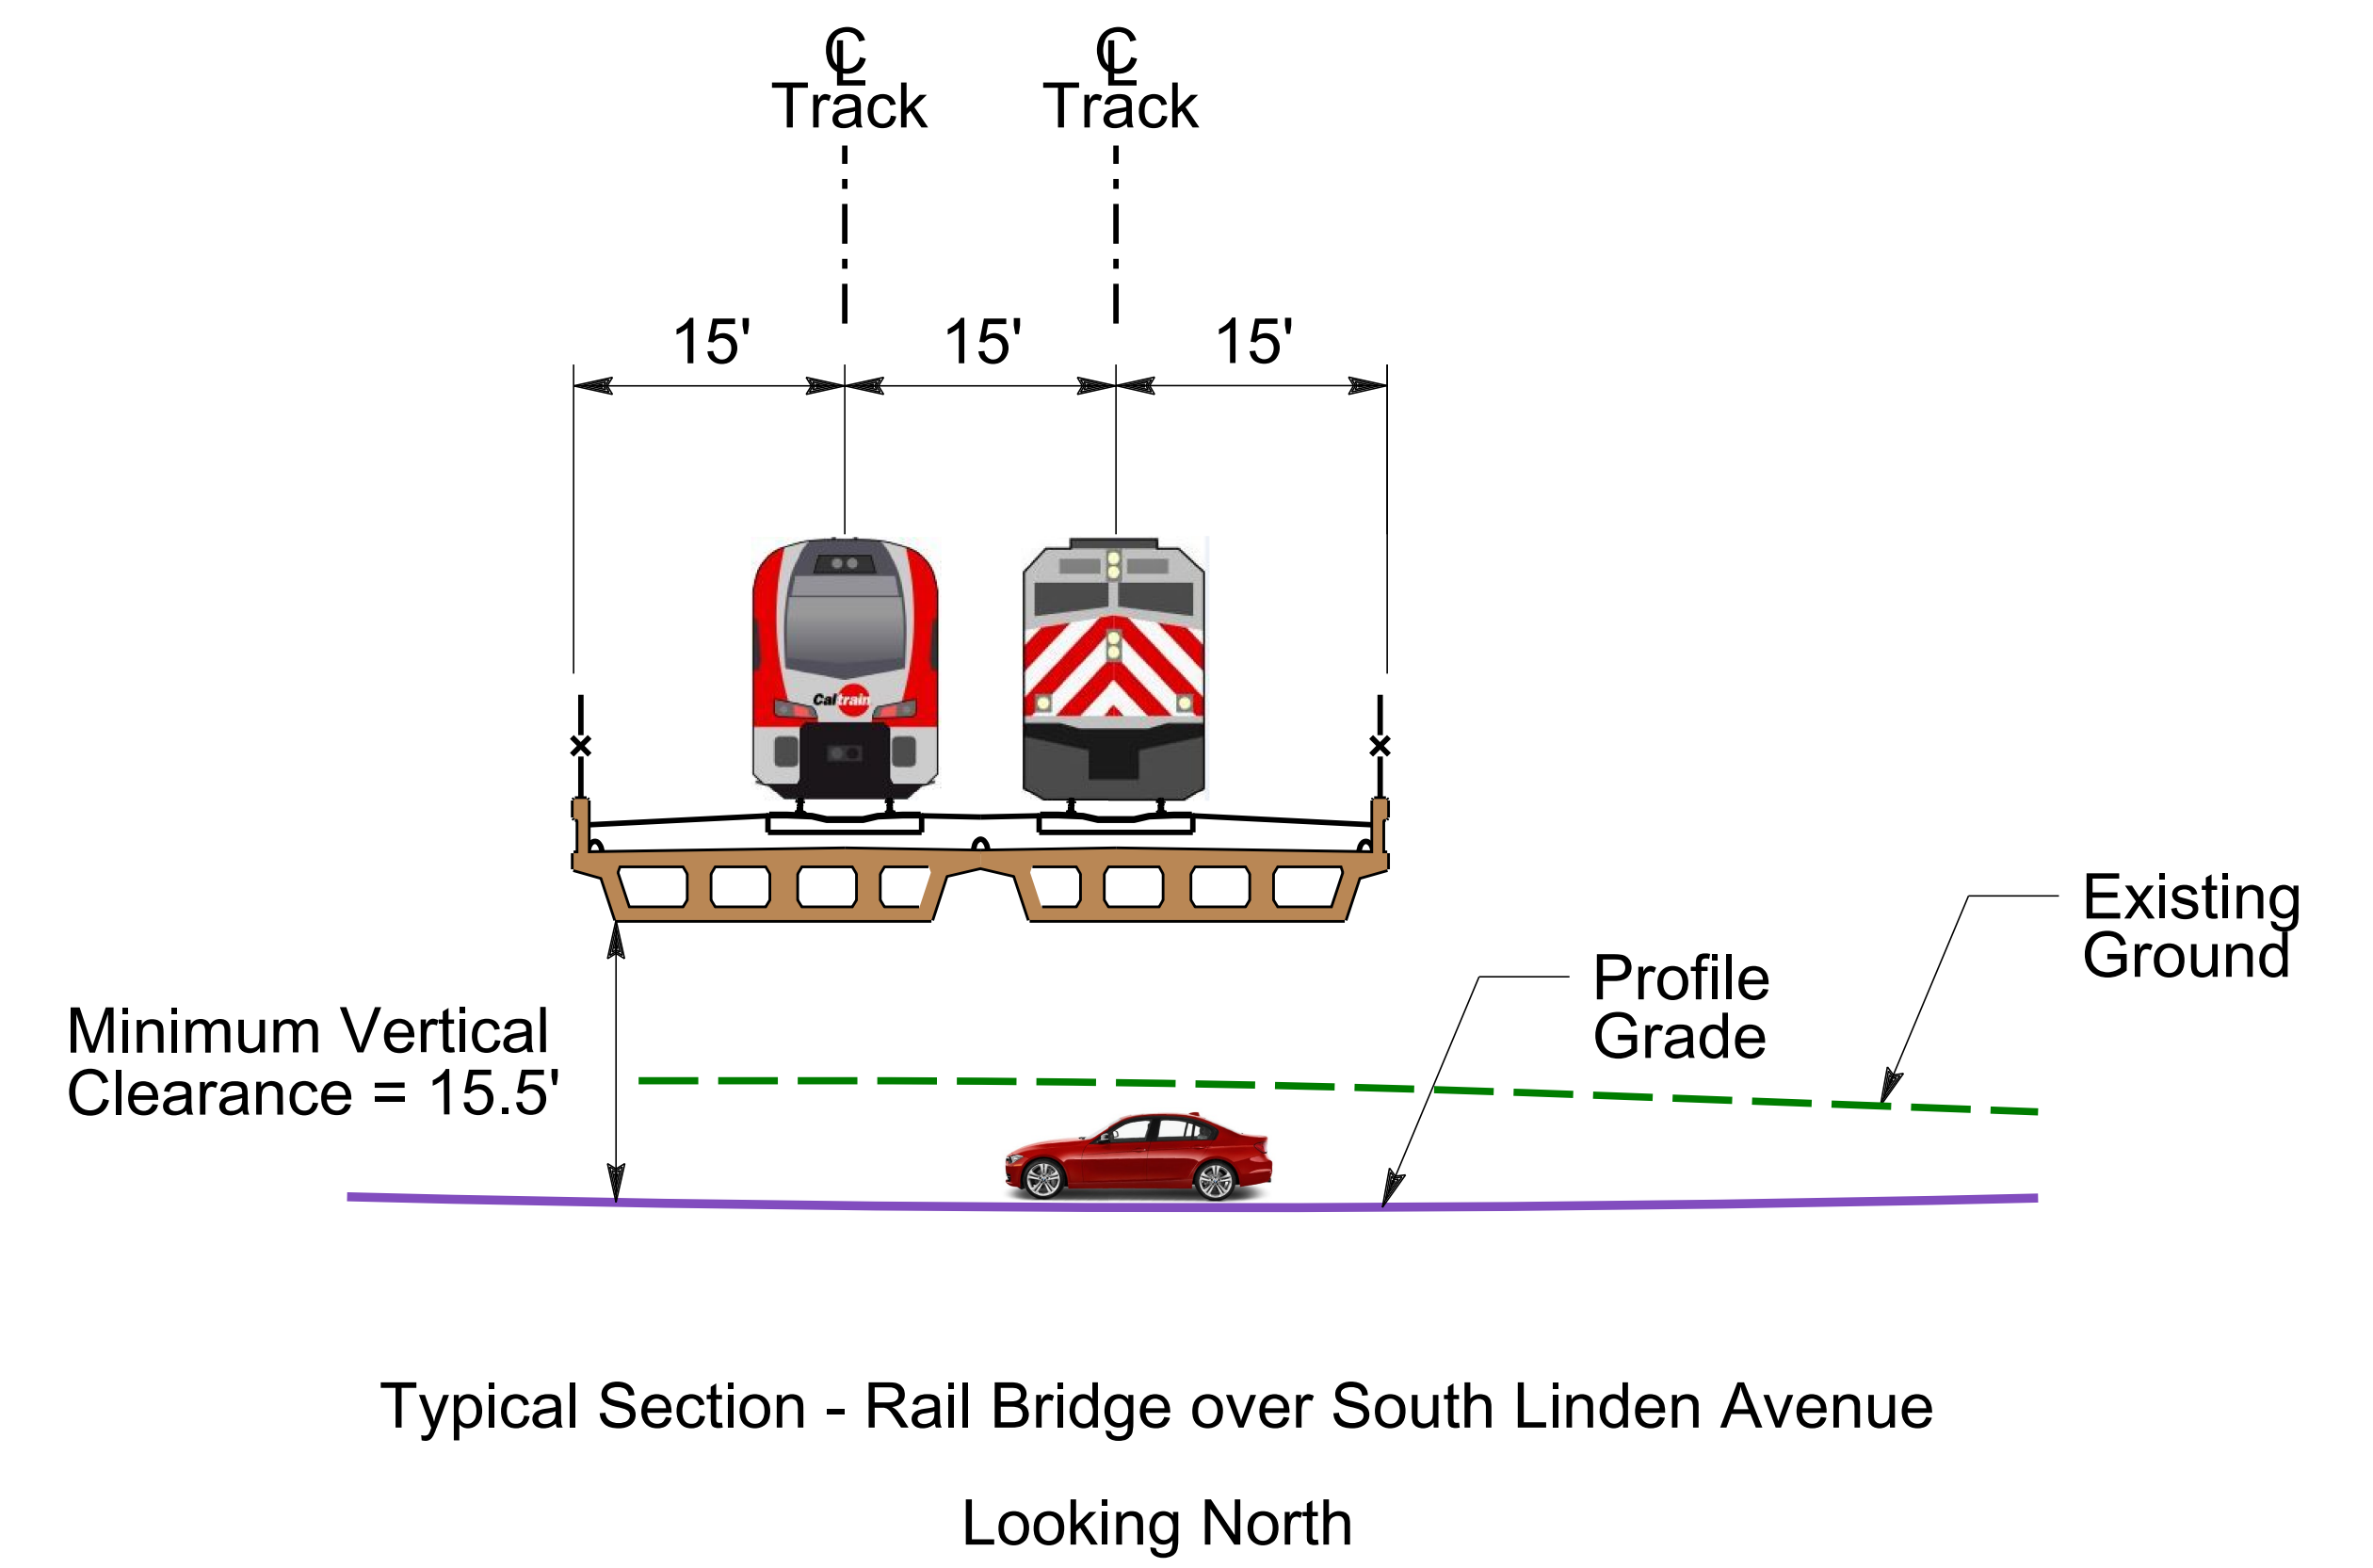 ℄ ℄
Track Track
15' 15' 15'
Caltrain
Existing
Ground
Profile
Grade
Minimum Vertical
Clearance = 15.5'
Typical Section - Rail Bridge over South Linden Avenue
Looking North